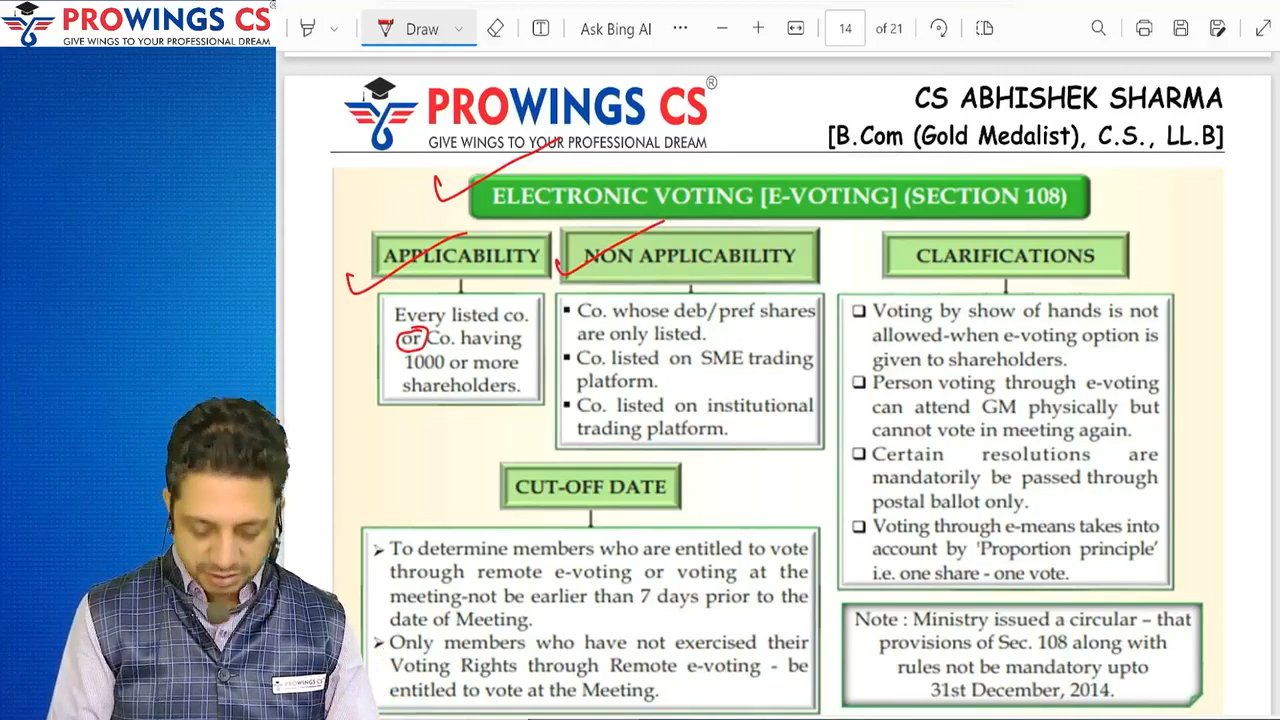 PROWINGS CS®
GIVE WINGS TO YOUR PROFESSIONAL DREAM
Draw
Ask Bing AI
14
of 21
PROWINGS CS®
GIVE WINGS TO YOUR PROFESSIONAL DREAM
CS ABHISHEK SHARMA
[B.Com (Gold Medalist), C.S., LL.B]
ELECTRONIC VOTING [E-VOTING] (SECTION 108)
APPLICABILITY
Every listed co.
or Co. having
1000 or more
shareholders.
NON APPLICABILITY
▪ Co. whose deb/pref shares
are only listed.
▪ Co. listed on SME trading
platform.
▪ Co. listed on institutional
trading platform.
CLARIFICATIONS
❑ Voting by show of hands is not
allowed-when e-voting option is
given to shareholders.
❑ Person voting through e-voting
can attend GM physically but
cannot vote in meeting again.
❑ Certain resolutions are
mandatorily be passed through
postal ballot only.
❑ Voting through e-means takes into
account by 'Proportion principle'
i.e. one share - one vote.
CUT-OFF DATE
➢ To determine members who are entitled to vote
through remote e-voting or voting at the
meeting-not be earlier than 7 days prior to the
date of Meeting.
➢ Only members who have not exercised their
Voting Rights through Remote e-voting - be
entitled to vote at the Meeting.
Note : Ministry issued a circular – that
provisions of Sec. 108 along with
rules not be mandatory upto
31st December, 2014.
PROWINGS CS